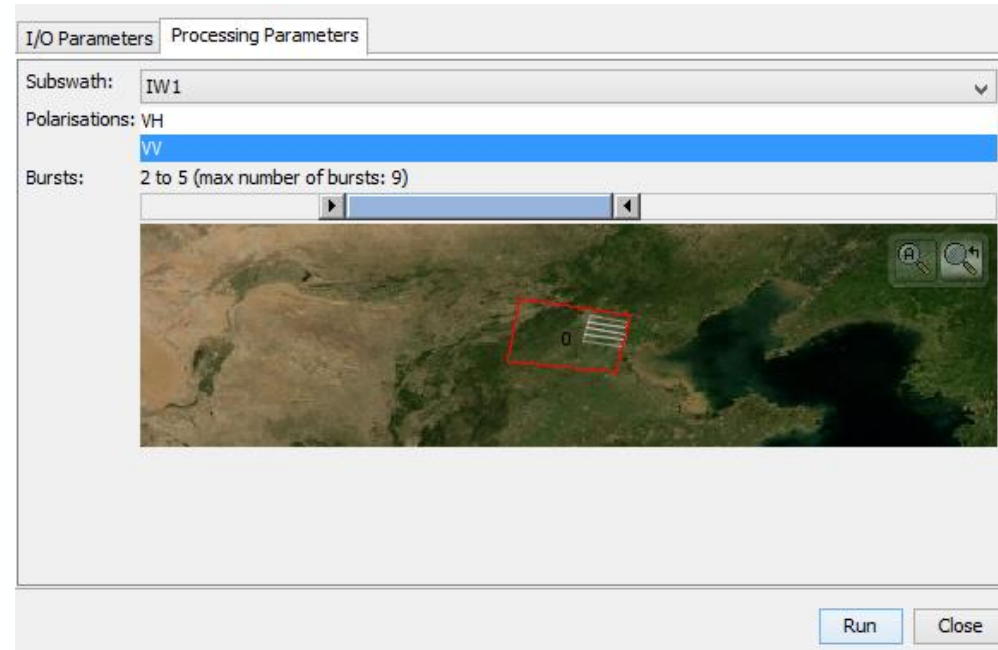 I/O Parameters Processing Parameters
Subswath: IW1
Polarisations: VH
VV
Bursts: 2 to 5 (max number of bursts: 9)
A
0
Run Close